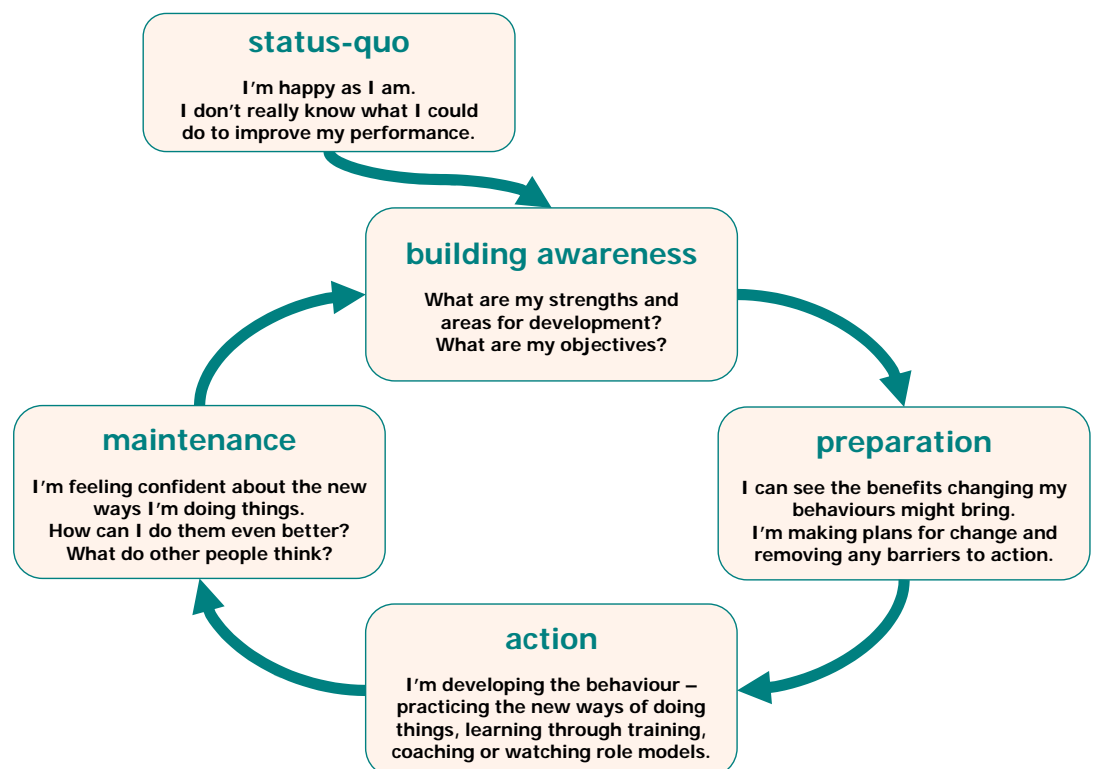 status-quo
I'm happy as I am.
I don't really know what I could
do to improve my performance.
building awareness
What are my strengths and
areas for development?
What are my objectives?
maintenance
I'm feeling confident about the new
ways I'm doing things.
How can I do them even better?
What do other people think?
preparation
I can see the benefits changing my
behaviours might bring.
I'm making plans for change and
removing any barriers to action.
action
I'm developing the behaviour –
practicing the new ways of doing
things, learning through training,
coaching or watching role models.